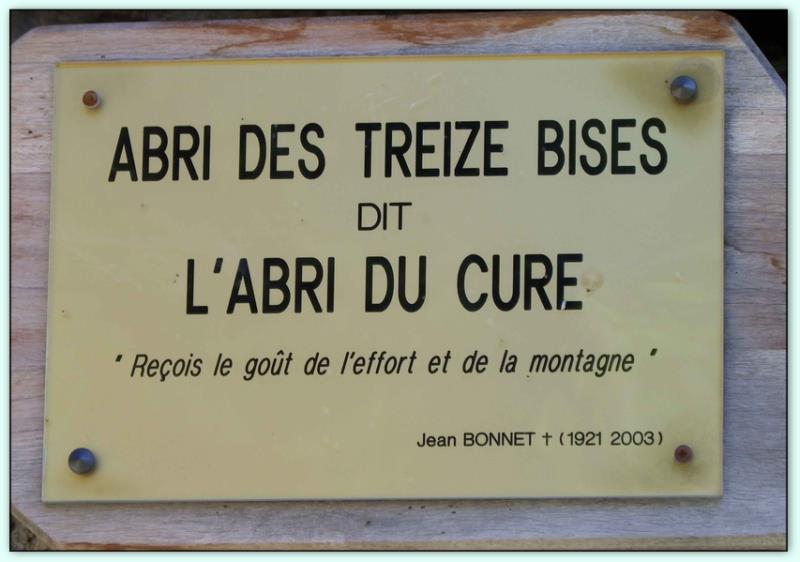 ABRI DES TREIZE BISES
DIT
L'ABRI DU CURE
" Reçois le goût de l'effort et de la montagne "
Jean BONNET † (1921 2003)